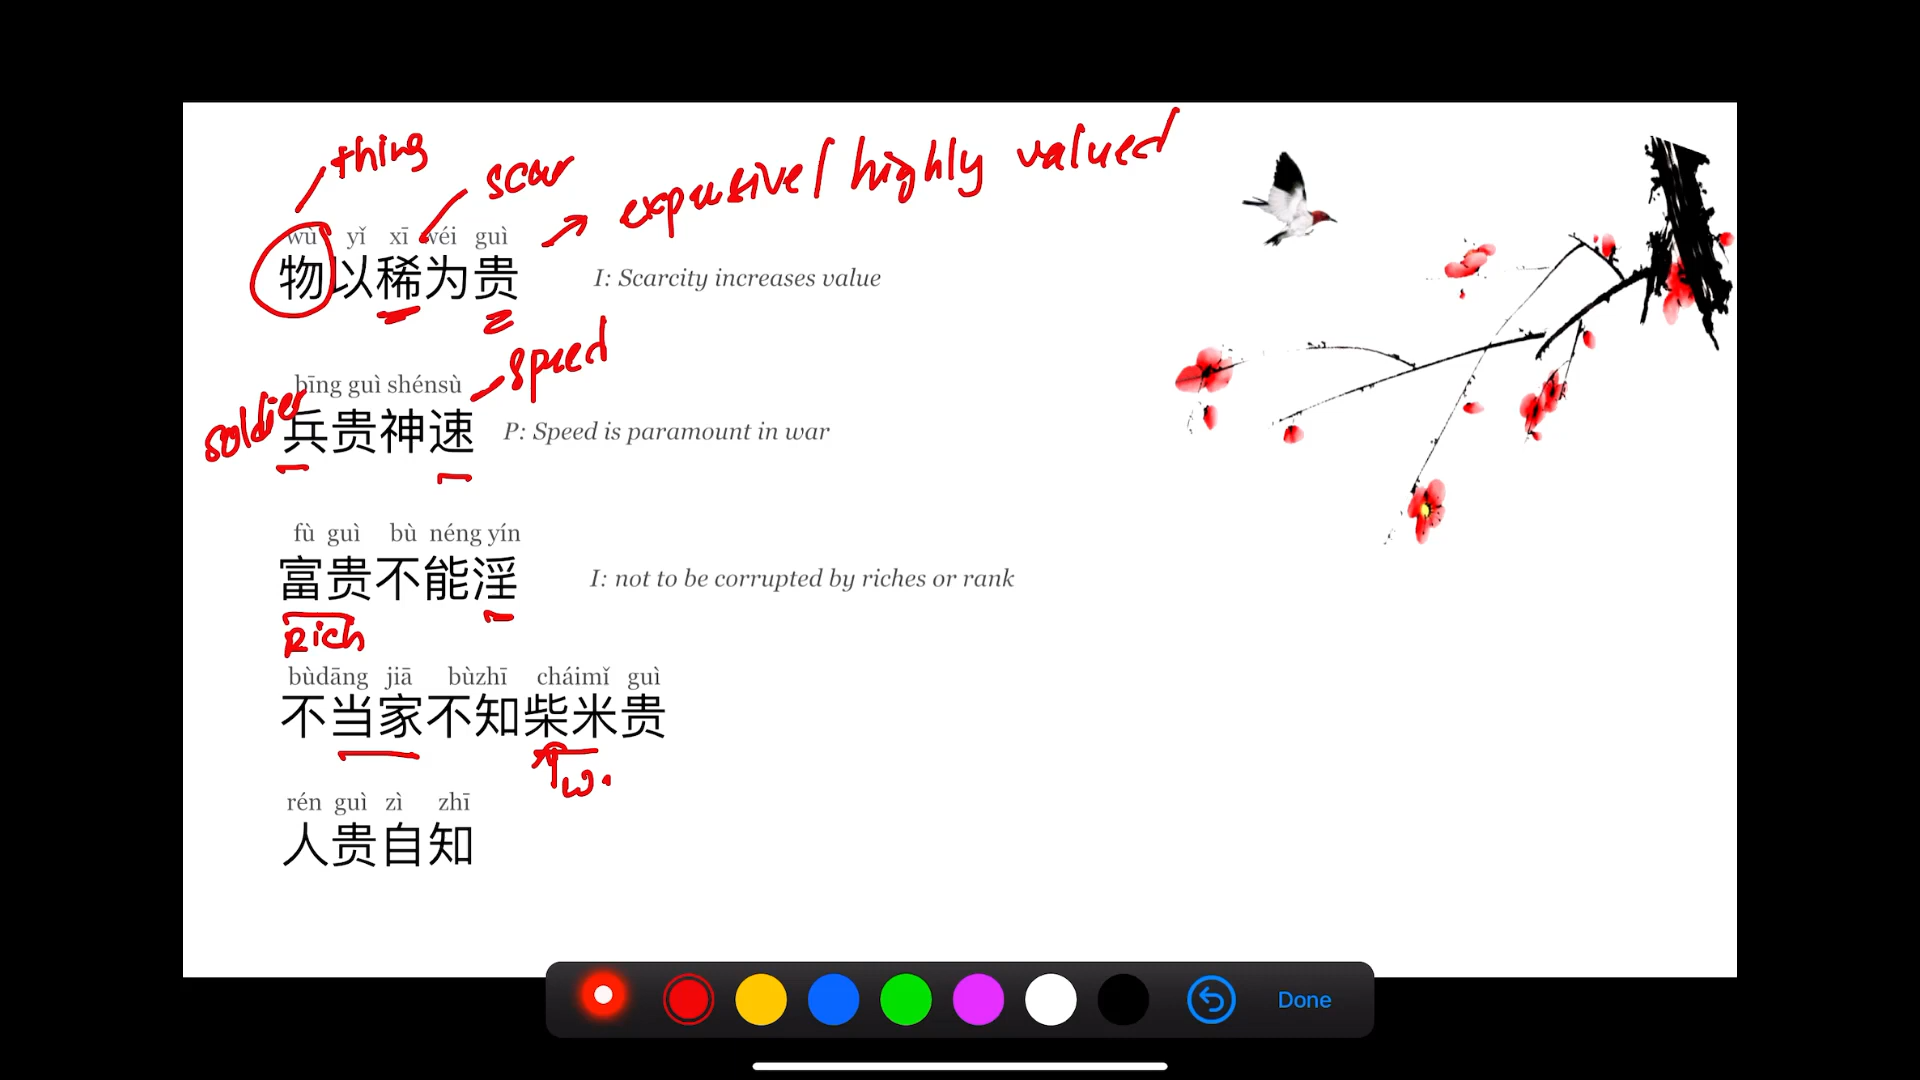 thing
scar
expensive/ highly valued
wù yǐ xī wéi guì
物以稀为贵
I: Scarcity increases value
speed
bīng guì shénsù
soldier
兵贵神速
P: Speed is paramount in war
fù guì bù néng yín
富贵不能淫
I: not to be corrupted by riches or rank
Rich
bùdāng jiā bùzhī cháimǐ guì
不当家不知柴米贵
w.
rén guì zì zhī
人贵自知
Done